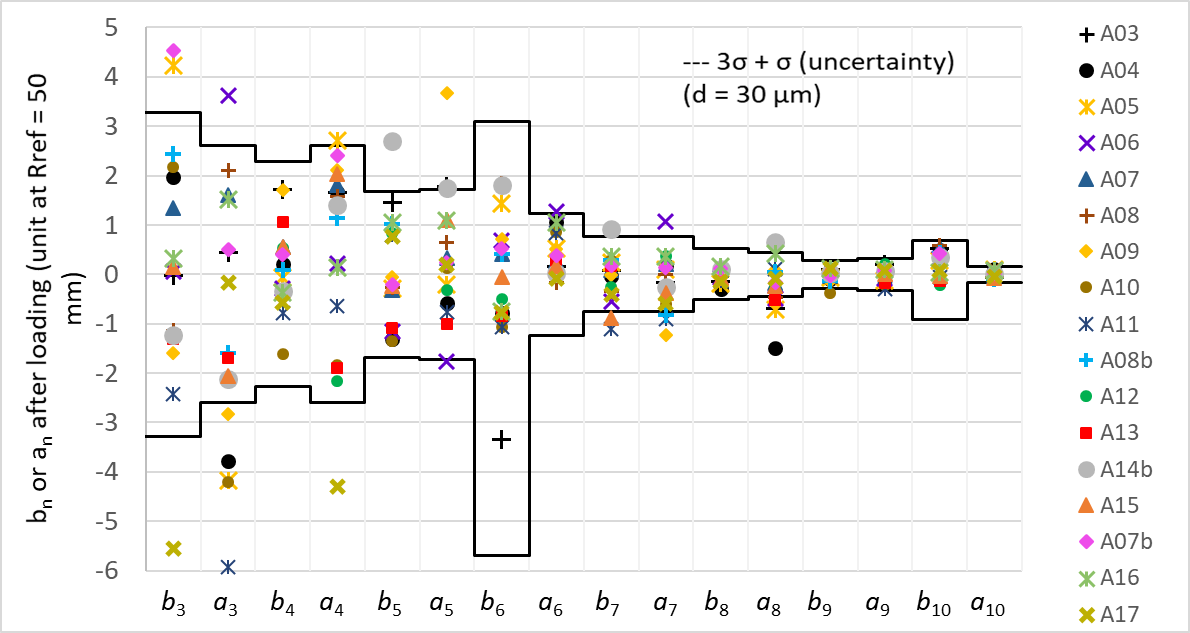 5
4
3
2
1
0
-1
-2
-3
-4
-5
-6
bₙ or aₙ after loading (unit at Rref = 50
mm)
--- 3σ + σ (uncertainty)
(d = 30 µm)
b₃ a₃ b₄ a₄ b₅ a₅ b₆ a₆ b₇ a₇ b₈ a₈ b₉ a₉ b₁₀ a₁₀
A03
A04
A05
A06
A07
A08
A09
A10
A11
A08b
A12
A13
A14b
A15
A07b
A16
A17